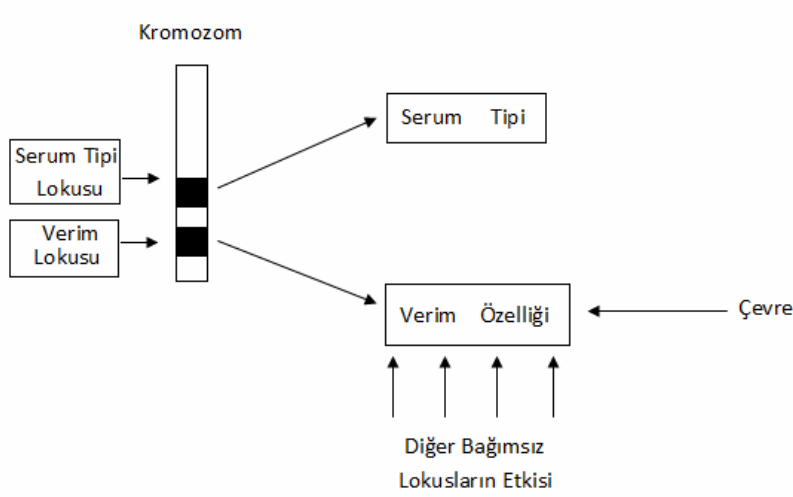 Kromozom
Serum Tipi
Serum Tipi
Lokusu
Verim
Lokusu
Verim Özelliği
Çevre
Diğer Bağımsız
Lokusların Etkisi